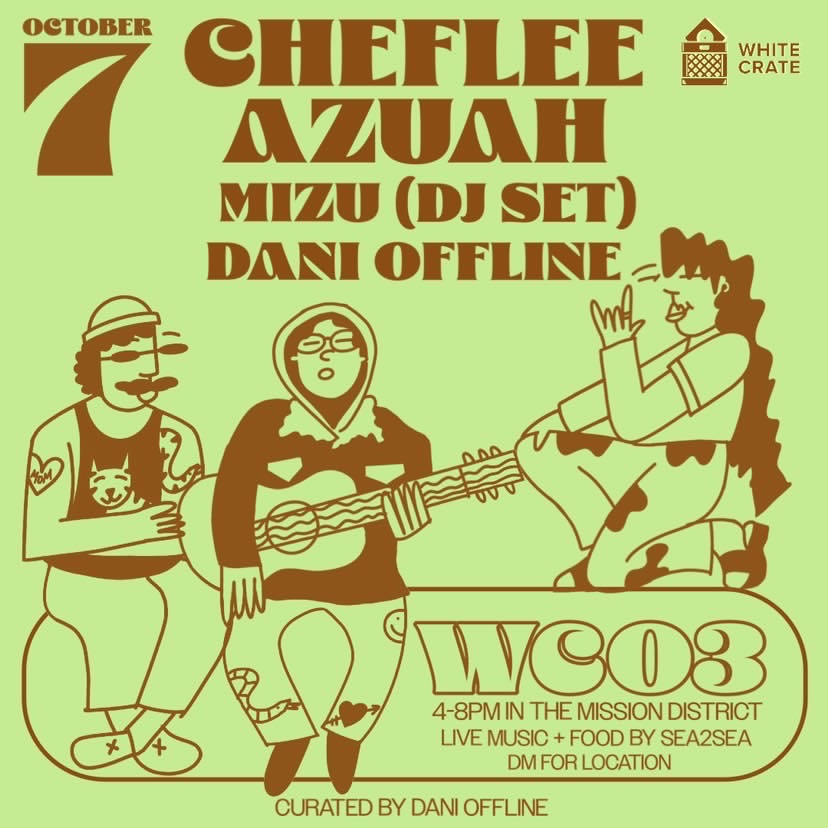 OCTOBER
7
CHEFLEE
AZUAH
MIZU (DJ SET)
DANI OFFLINE
WHITE
CRATE
MOM
WC03
4-8PM IN THE MISSION DISTRICT
LIVE MUSIC + FOOD BY SEA2SEA
DM FOR LOCATION
CURATED BY DANI OFFLINE